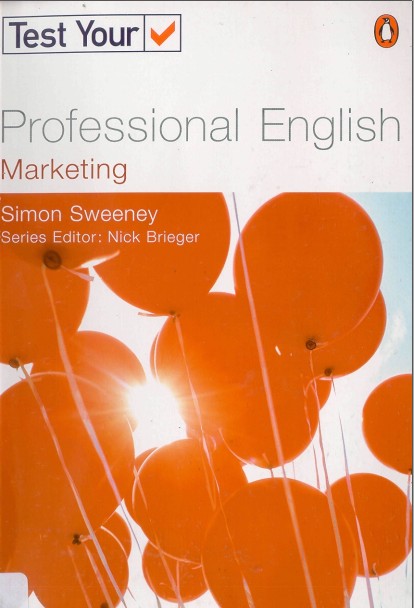 Test Your
Professional English
Marketing
Simon Sweeney
Series Editor: Nick Brieger